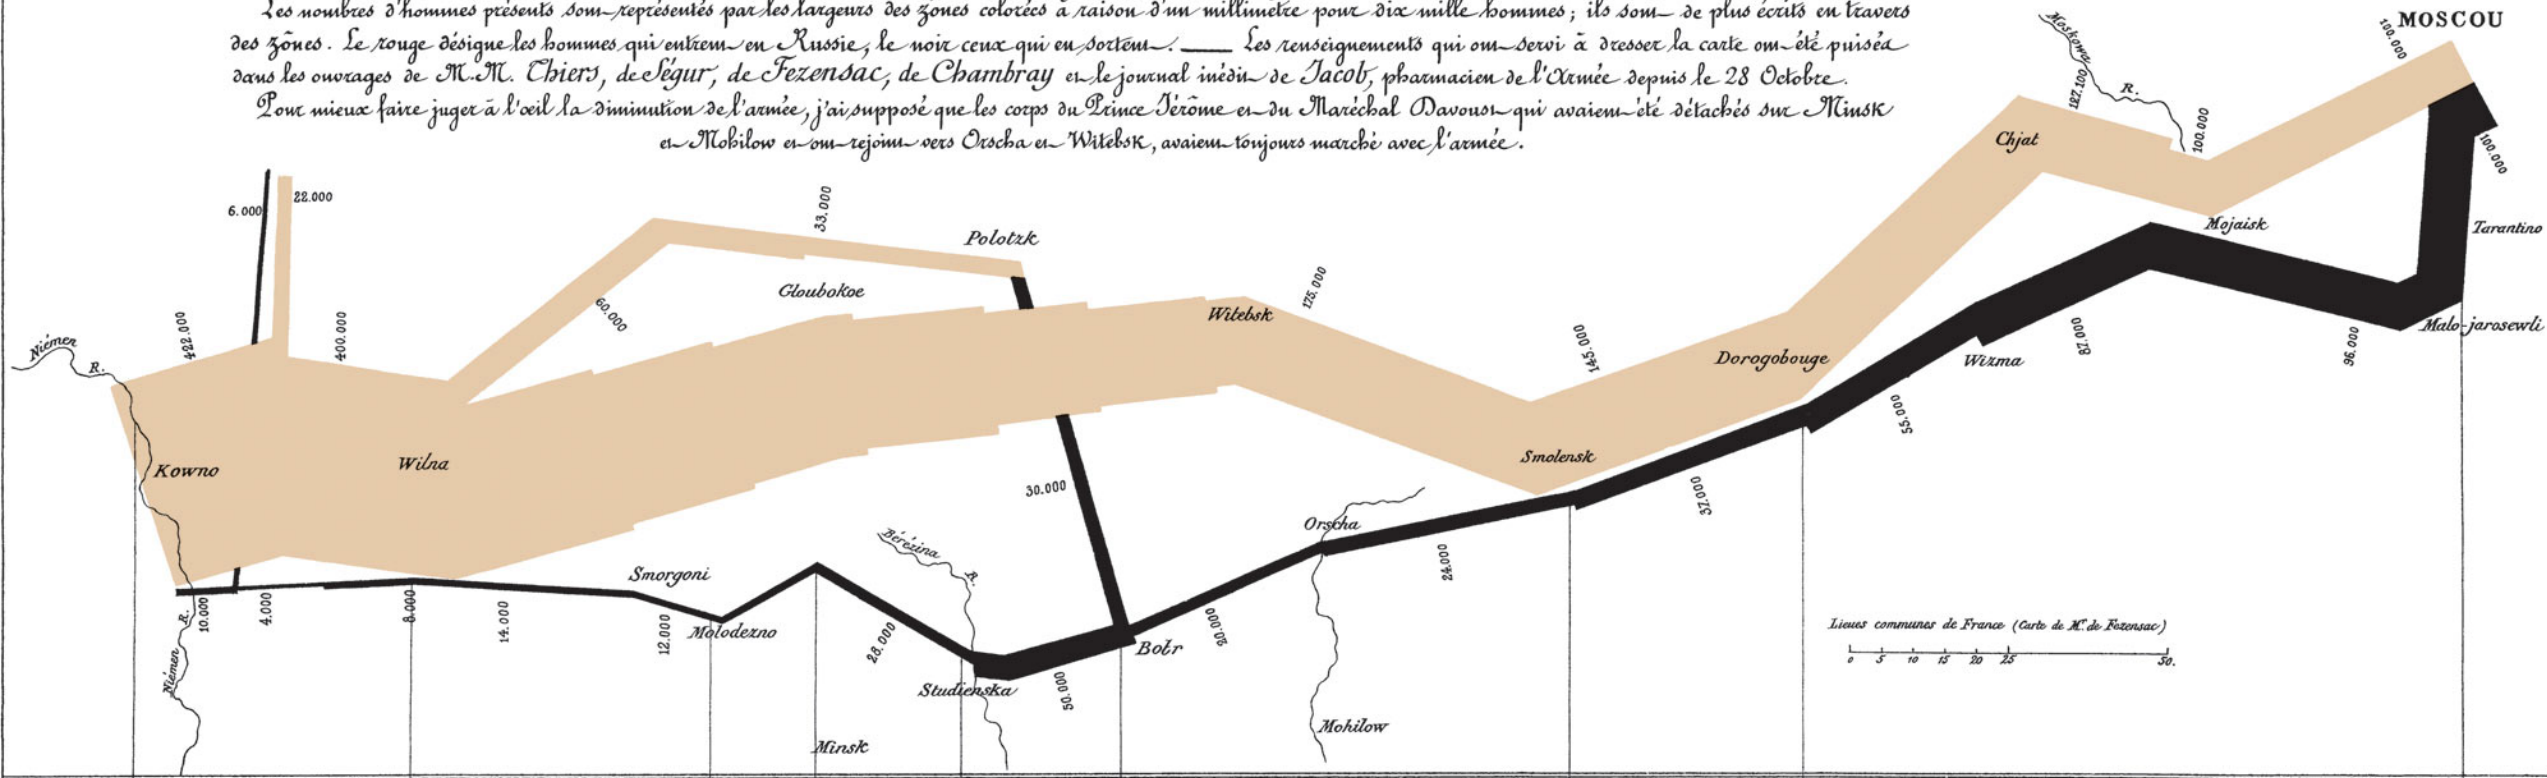 Les nombres d'hommes présents sont représentés par les largeurs des zones colorées à raison d'un millimètre pour dix mille hommes; ils sont de plus écrits en travers
des zônes. Le rouge désigne les hommes qui entrent en Russie, le noir ceux qui en sortent. — Les renseignements qui ont servi à dresser la carte ont été puisés
dans les ouvrages de M.M. Thiers, de Ségur, de Fezensac, de Chambray et le journal inédit de Jacob, pharmacien de l'Armée depuis le 28 Octobre.
Pour mieux faire juger à l'œil la diminution de l'armée, j'ai supposé que les corps du Prince Jérôme et du Maréchal Davoust qui avaient été détachés sur Minsk
et Mohilow et ont rejoint vers Orscha et Witebsk, avaient toujours marché avec l'armée.
MOSCOU
100.000
Moskowa
R.
127.100
100.000
Chjat
100.000
Mojaisk
Tarantino
6.000
22.000
33.000
Polotzk
Gloubokoe
60.000
175.000
Witebsk
422.000
400.000
Niémen
R.
145.000
Dorogobouge
Wizma
82.000
96.000
Malo-jarosewli
Kowno
Wilna
Smolensk
55.000
37.000
30.000
Orscha
24.000
Bérézina
R.
Smorgoni
10.000
4.000
8.000
14.000
12.000
Molodezno
28.000
Studienska
50.000
Botr
20.000
R.
Niémen
Minsk
Mohilow
Lieues communes de France (Carte de Mr. de Fezensac)
0 5 10 15 20 25 50.